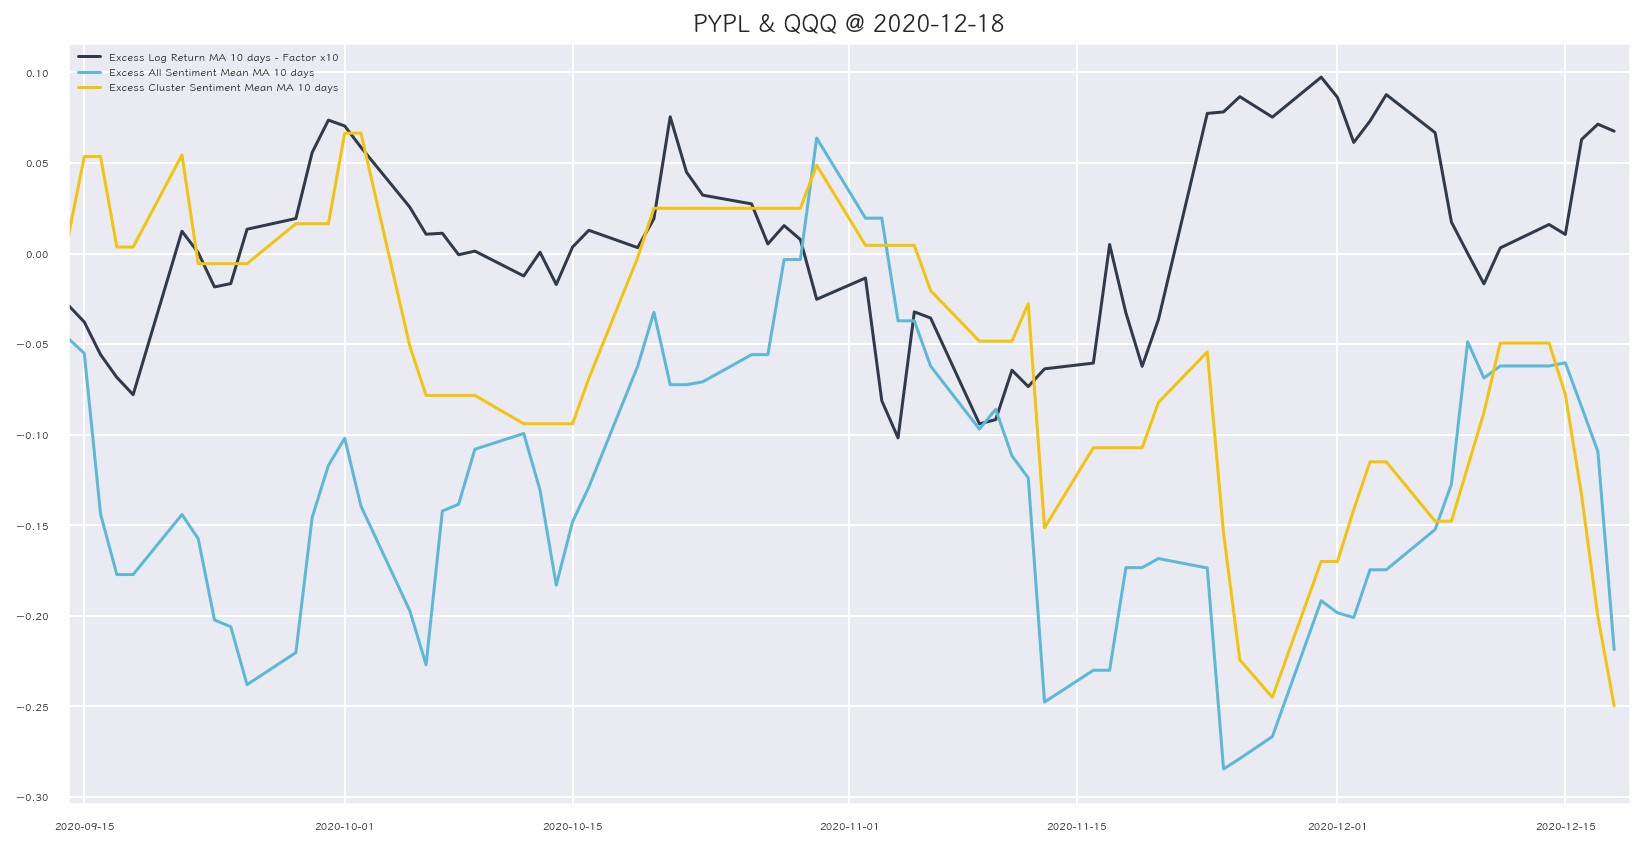 PYPL & QQQ @ 2020-12-18
Excess Log Return MA 10 days - Factor x10
Excess All Sentiment Mean MA 10 days
Excess Cluster Sentiment Mean MA 10 days
0.10
0.05
0.00
−0.05
−0.10
−0.15
−0.20
−0.25
−0.30
2020-09-15 2020-10-01 2020-10-15 2020-11-01 2020-11-15 2020-12-01 2020-12-15